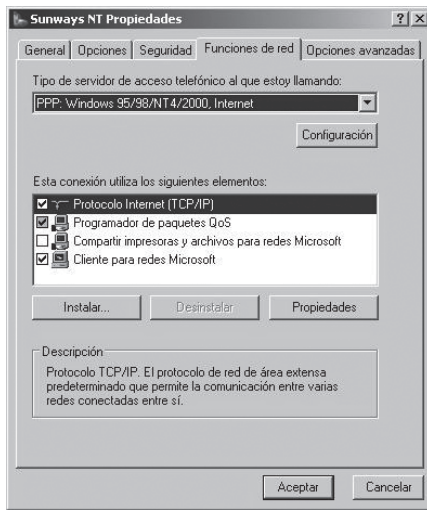 Sunways NT Propiedades
General Opciones Seguridad Funciones de red Opciones avanzadas
Tipo de servidor de acceso telefónico al que estoy llamando:
PPP: Windows 95/98/NT4/2000, Internet
Configuración
Esta conexión utiliza los siguientes elementos:
Protocolo Internet (TCP/IP)
Programador de paquetes QoS
Compartir impresoras y archivos para redes Microsoft
Cliente para redes Microsoft
Instalar... Desinstalar Propiedades
Descripción
Protocolo TCP/IP. El protocolo de red de área extensa
predeterminado que permite la comunicación entre varias
redes conectadas entre sí.
Aceptar Cancelar